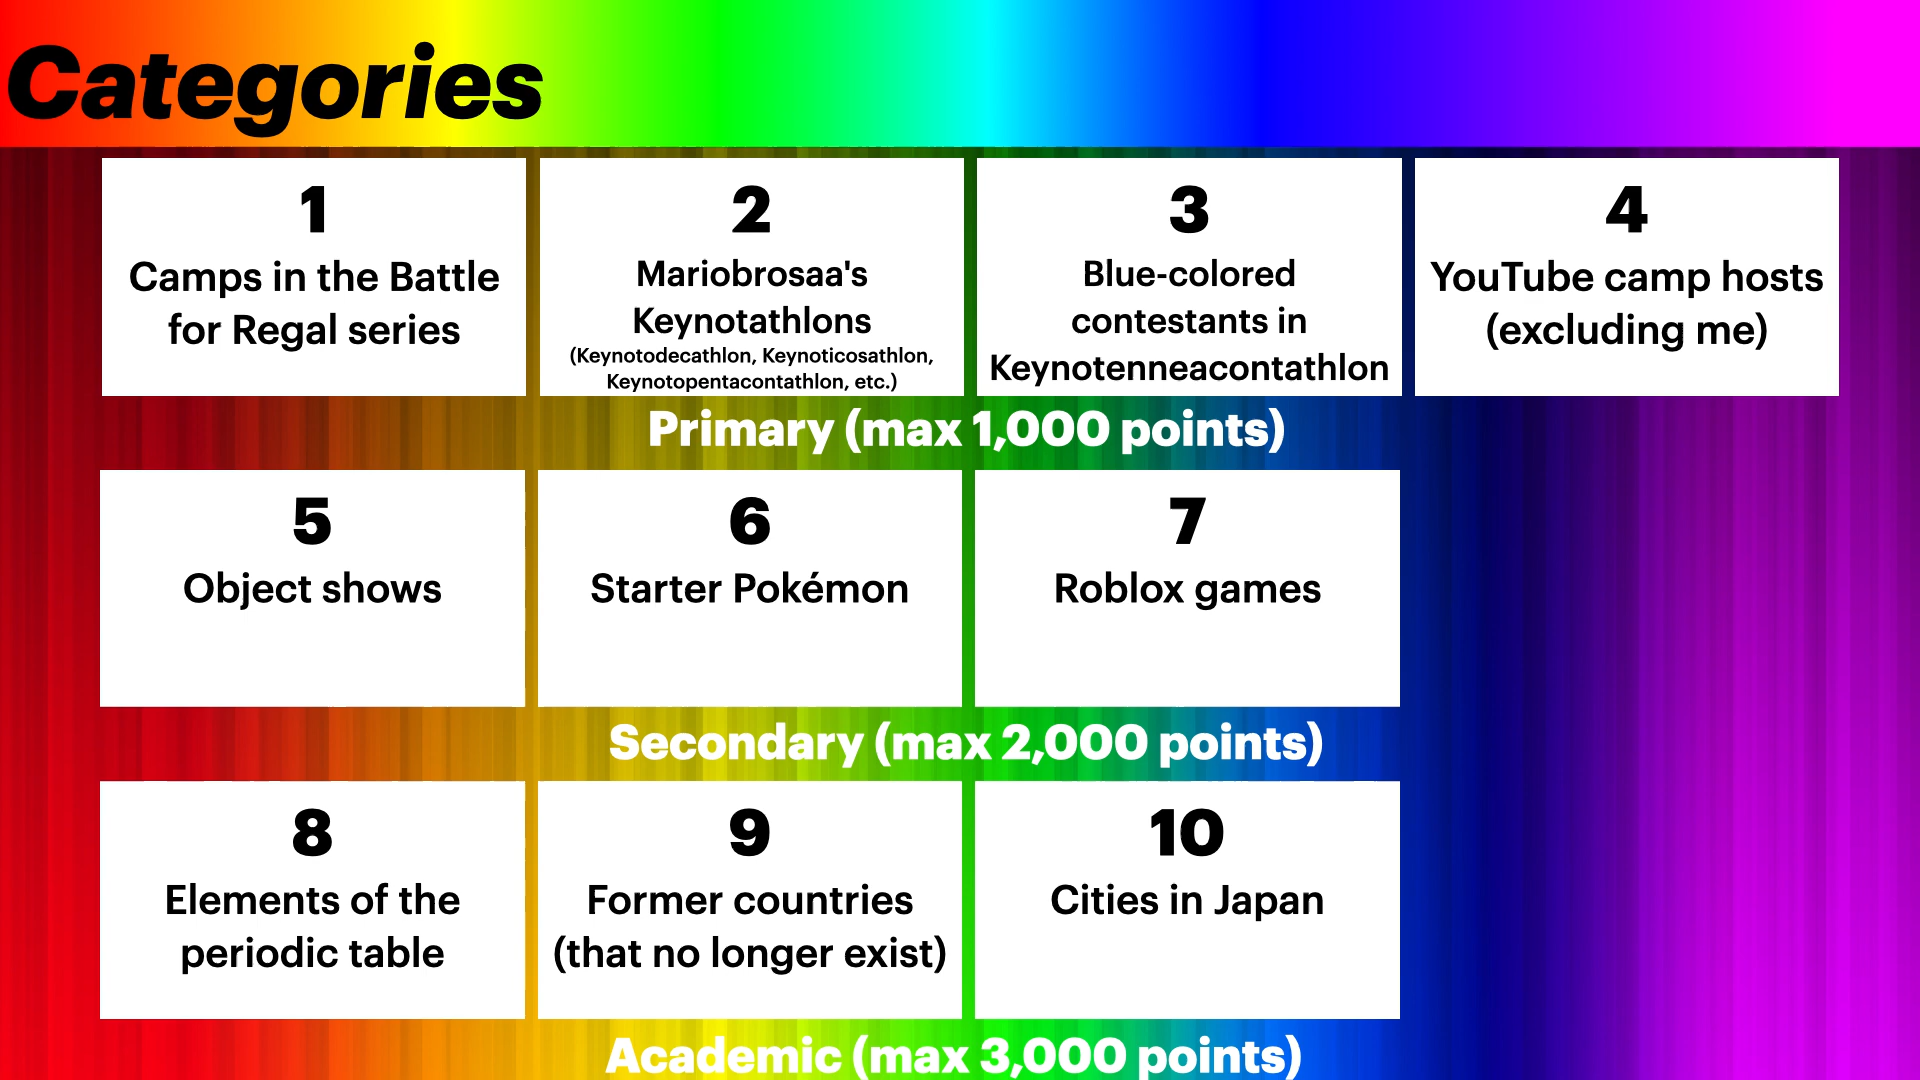 Categories
1
Camps in the Battle
for Regal series
2
Mariobrosaa's
Keynotathlons
(Keynotodecathlon, Keynoticosathlon,
Keynotopentacontathlon, etc.)
3
Blue-colored
contestants in
Keynotenneacontathlon
4
YouTube camp hosts
(excluding me)
Primary (max 1,000 points)
5
Object shows
6
Starter Pokémon
7
Roblox games
Secondary (max 2,000 points)
8
Elements of the
periodic table
9
Former countries
(that no longer exist)
10
Cities in Japan
Academic (max 3,000 points)